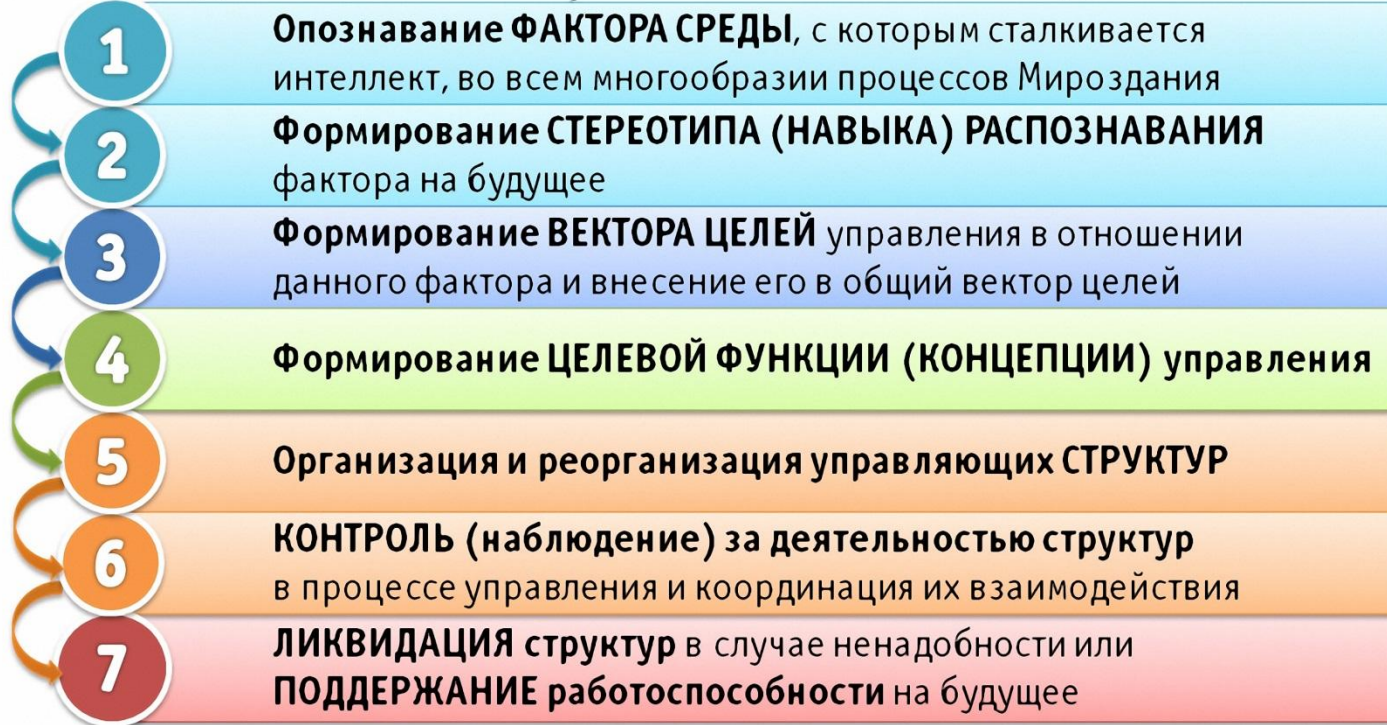 1
Опознавание ФАКТОРА СРЕДЫ, с которым сталкивается
интеллект, во всем многообразии процессов Мироздания
2
Формирование СТЕРЕОТИПА (НАВЫКА) РАСПОЗНАВАНИЯ
фактора на будущее
3
Формирование ВЕКТОРА ЦЕЛЕЙ управления в отношении
данного фактора и внесение его в общий вектор целей
4
Формирование ЦЕЛЕВОЙ ФУНКЦИИ (КОНЦЕПЦИИ) управления
5
Организация и реорганизация управляющих СТРУКТУР
6
КОНТРОЛЬ (наблюдение) за деятельностью структур
в процессе управления и координация их взаимодействия
7
ЛИКВИДАЦИЯ структур в случае ненадобности или
ПОДДЕРЖАНИЕ работоспособности на будущее